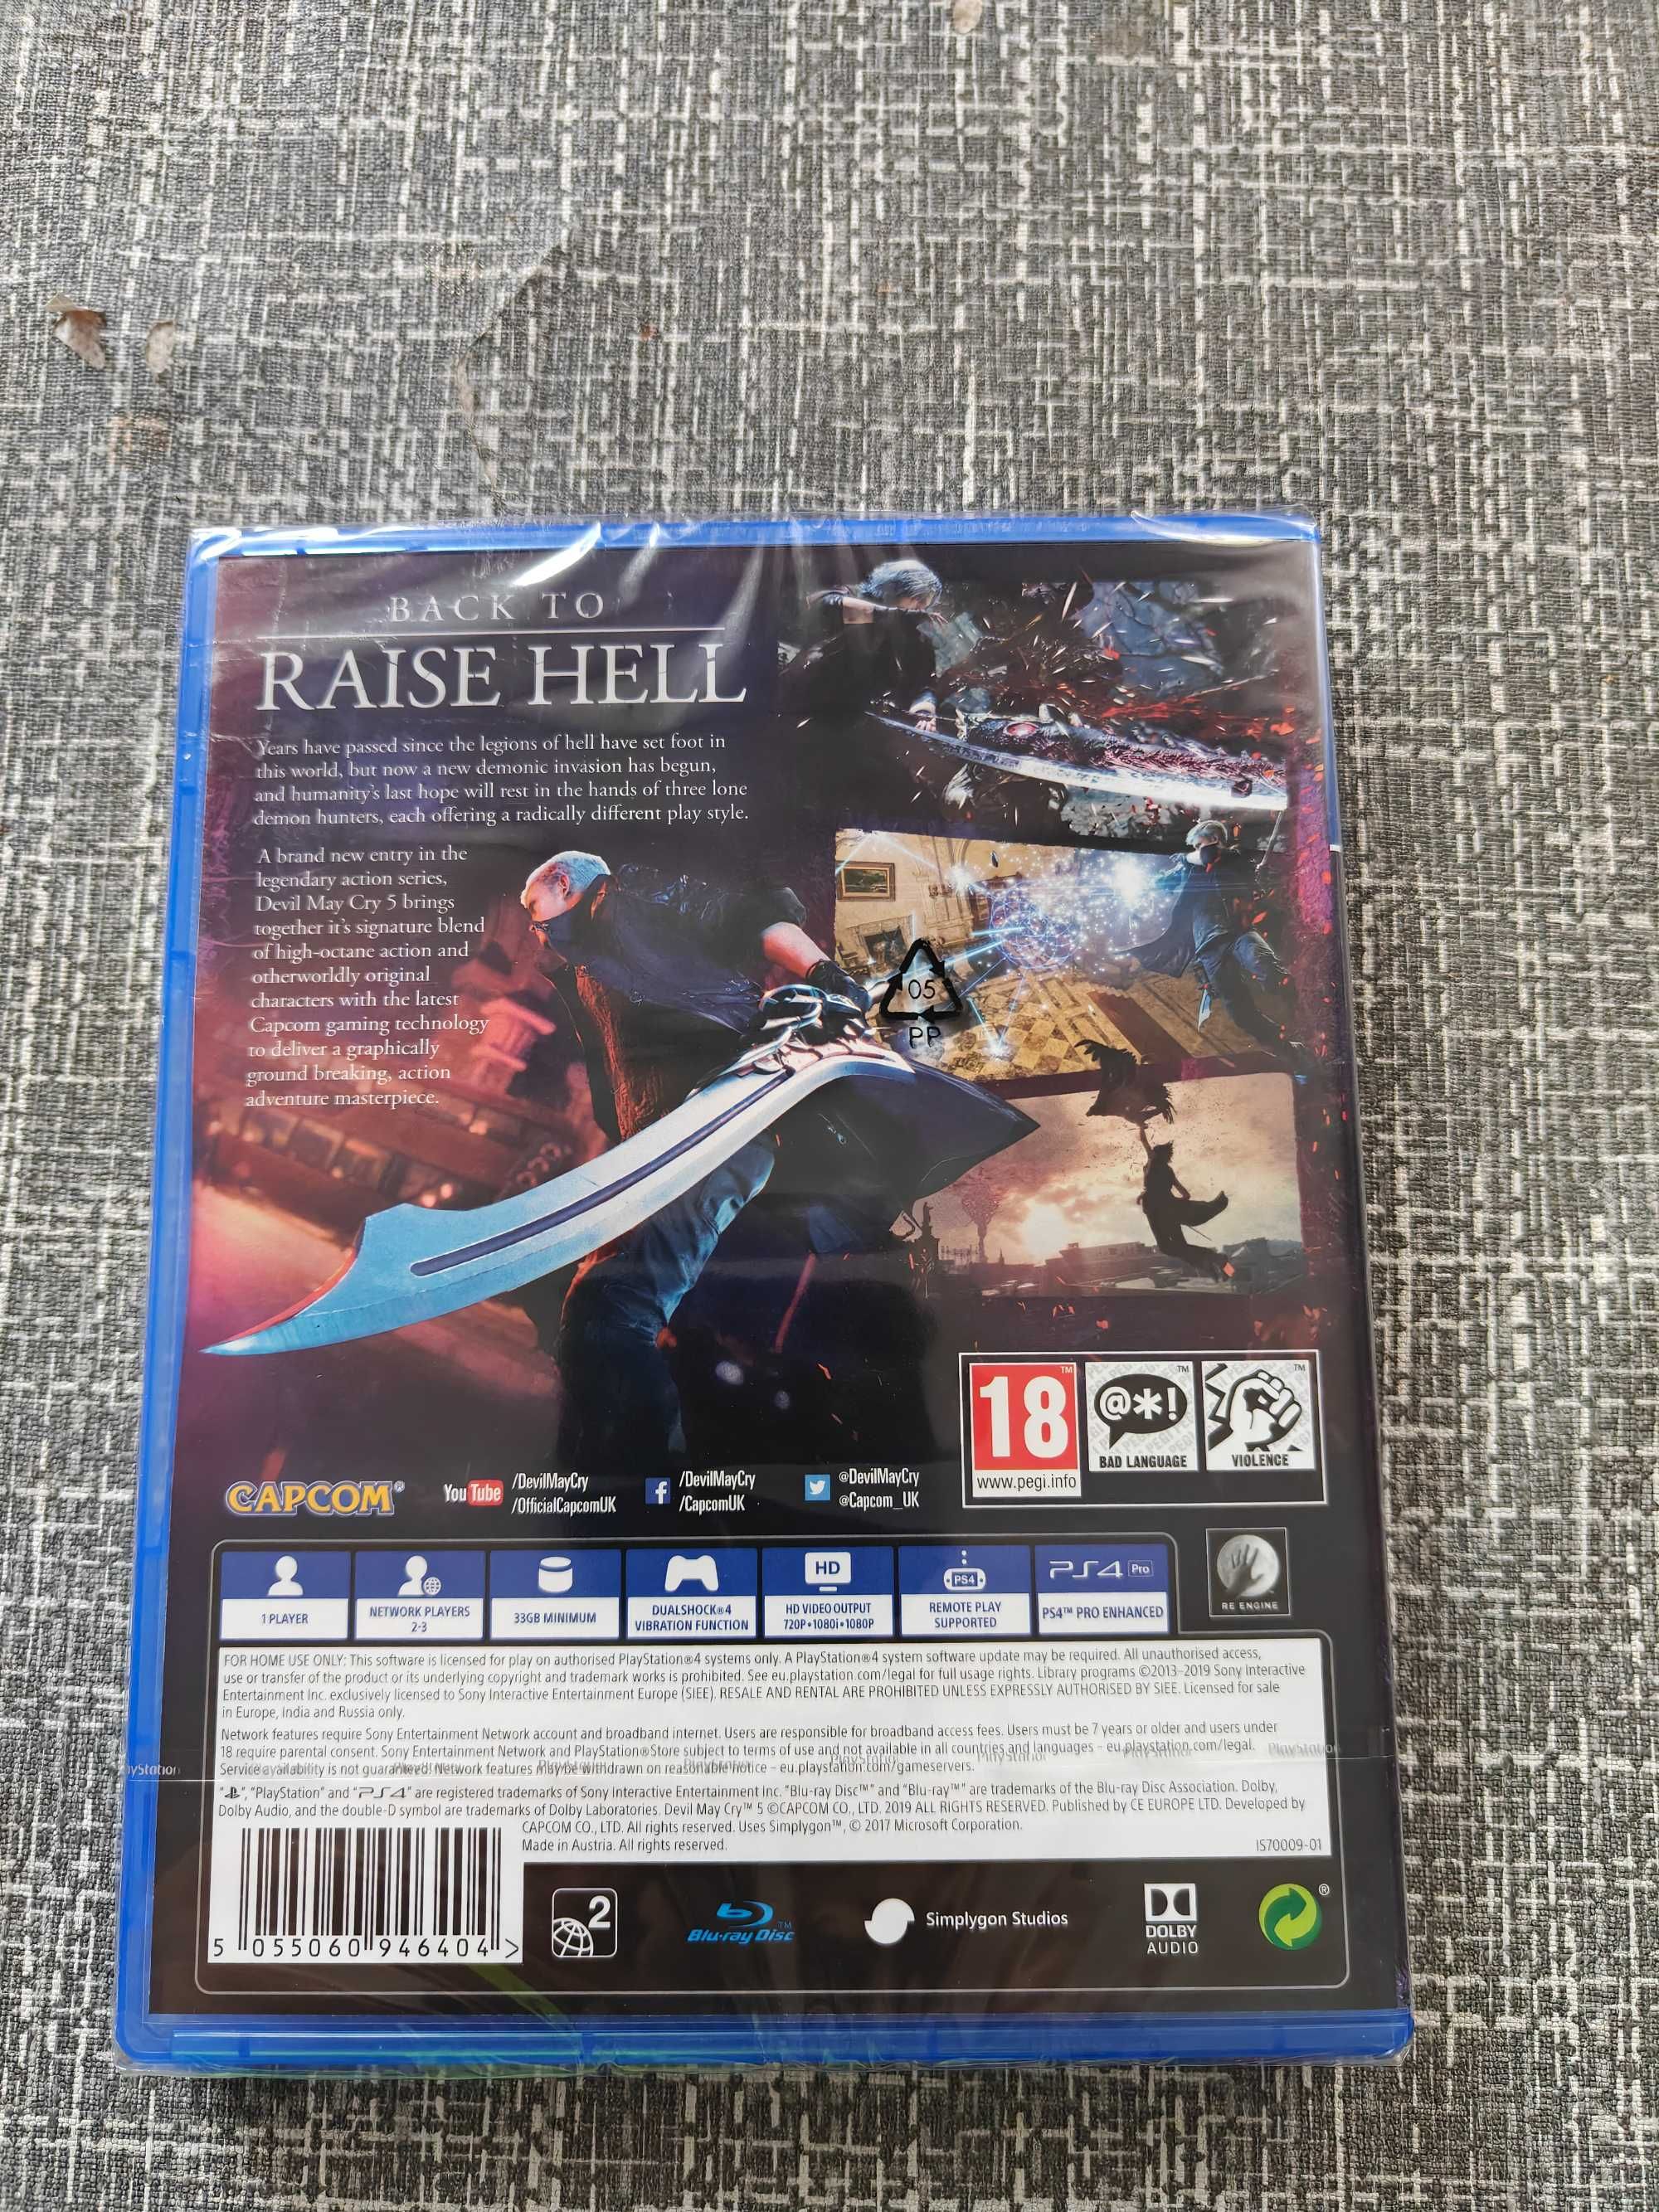 BACK TO
RAISE HELL
Years have passed since the legions of hell have set foot in
this world, but now a new demonic invasion has begun,
and humanity's last hope will rest in the hands of three lone
demon hunters, each offering a radically different play style.
A brand new entry in the
legendary action series,
Devil May Cry 5 brings
together it's signature blend
of high-octane action and
otherworldly original
characters with the latest
Capcom gaming technology
to deliver a graphically
ground breaking, action
adventure masterpiece.
05
PP
18™
www.pegi.info
@*!™
BAD LANGUAGE
™
VIOLENCE
CAPCOM®
YouTube
/DevilMayCry
/OfficialCapcomUK
f
/DevilMayCry
/CapcomUK
@DevilMayCry
@Capcom_UK
1 PLAYER
NETWORK PLAYERS
2-3
33GB MINIMUM
DUALSHOCK®4
VIBRATION FUNCTION
HD
HD VIDEO OUTPUT
720P•1080i•1080P
PS4
REMOTE PLAY
SUPPORTED
PS4 Pro
PS4™ PRO ENHANCED
RE ENGINE
FOR HOME USE ONLY: This software is licensed for play on authorised PlayStation®4 systems only. A PlayStation®4 system software update may be required. All unauthorised access,
use or transfer of the product or its underlying copyright and trademark works is prohibited. See eu.playstation.com/legal for full usage rights. Library programs ©2013-2019 Sony Interactive
Entertainment Inc. exclusively licensed to Sony Interactive Entertainment Europe (SIEE). RESALE AND RENTAL ARE PROHIBITED UNLESS EXPRESSLY AUTHORISED BY SIEE. Licensed for sale
in Europe, India and Russia only.
Network features require Sony Entertainment Network account and broadband internet. Users are responsible for broadband access fees. Users must be 7 years or older and users under
18 require parental consent. Sony Entertainment Network and PlayStation®Store subject to terms of use and not available in all countries and languages – eu.playstation.com/legal.
Service availability is not guaranteed. Network features may be withdrawn on reasonable notice – eu.playstation.com/gameservers.
"", "PlayStation" and "PS4" are registered trademarks of Sony Interactive Entertainment Inc. "Blu-ray Disc™" and "Blu-ray™" are trademarks of the Blu-ray Disc Association. Dolby,
Dolby Audio, and the double-D symbol are trademarks of Dolby Laboratories. Devil May Cry™ 5 ©CAPCOM CO., LTD. 2019 ALL RIGHTS RESERVED. Published by CE EUROPE LTD. Developed by
CAPCOM CO., LTD. All rights reserved. Uses Simplygon™, © 2017 Microsoft Corporation.
Made in Austria. All rights reserved.
IS70009-01
5 055060 946404 >
2
Blu-ray Disc™
Simplygon Studios
DOLBY
AUDIO
®